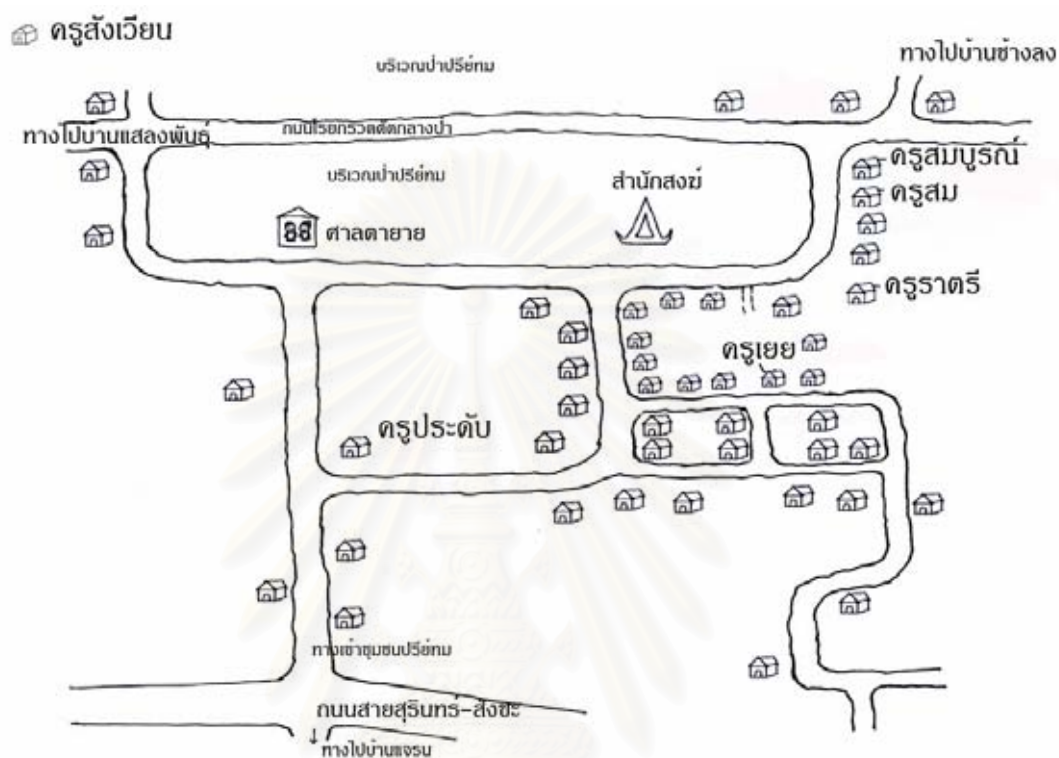 ครูสังเวียน
ทางไปบ้านช้างลง
บริเวณป่าปรีย์กม
ทางไปบานแสลงพันธุ์
ถนนโรยกรวดตัดกลางป่า
ครูสมบูรณ์
บริเวณป่าปรีย์กม
สำนักสงฆ์
ครูสม
ศาลตายาย
ครูราตรี
ครูเยย
ครูประดับ
ทางเข้าชุมชนปรีย์กม
ถนนสายสุรินทร์-สังขะ
ทางไปบ้านแจรน